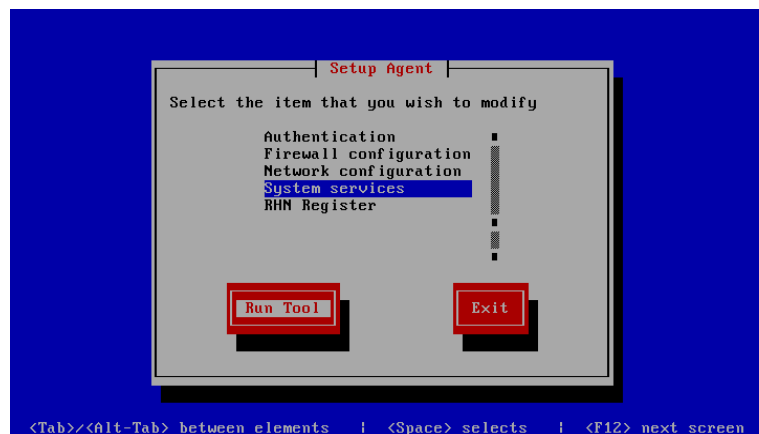 Setup Agent
Select the item that you wish to modify
Authentication
Firewall configuration
Network configuration
System services
RHN Register
Run Tool Exit
<Tab>/<Alt-Tab> between elements | <Space> selects | <F12> next screen